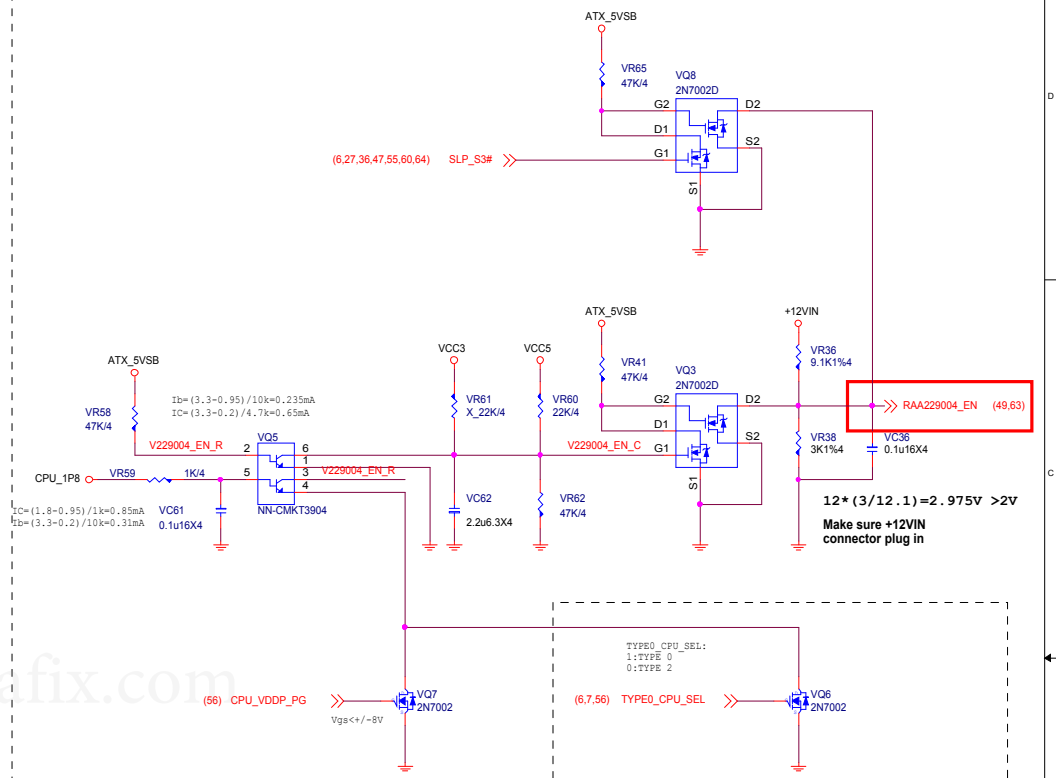 ATX_5VSB
VR65
47K/4
VQ8
2N7002D
G2
D2
D1
S2
G1
S1
(6,27,36,47,55,60,64) SLP_S3#
D
ATX_5VSB
+12VIN
VR36
9.1K1%4
VCC3
VCC5
ATX_5VSB
VR41
47K/4
VQ3
2N7002D
Ib=(3.3-0.95)/10k=0.235mA
IC=(3.3-0.2)/4.7k=0.65mA
VR58
47K/4
VR61
X_22K/4
VR60
22K/4
G2
D2
RAA229004_EN (49,63)
D1
S2
G1
S1
VR38
3K1%4
VC36
0.1u16X4
V229004_EN_R
VQ5
2
6
1
V229004_EN_C
CPU_1P8
VR59
1K/4
5
3
4
V229004_EN_R
NN-CMKT3904
C
IC=(1.8-0.95)/1k=0.85mA
Ib=(3.3-0.2)/10k=0.31mA
VC61
0.1u16X4
VC62
2.2u6.3X4
VR62
47K/4
12*(3/12.1)=2.975V >2V
Make sure +12VIN
connector plug in
TYPE0_CPU_SEL:
1:TYPE 0
0:TYPE 2
afix.com
(56) CPU_VDDP_PG
VQ7
2N7002
Vgs<+/-8V
(6,7,56) TYPE0_CPU_SEL
VQ6
2N7002